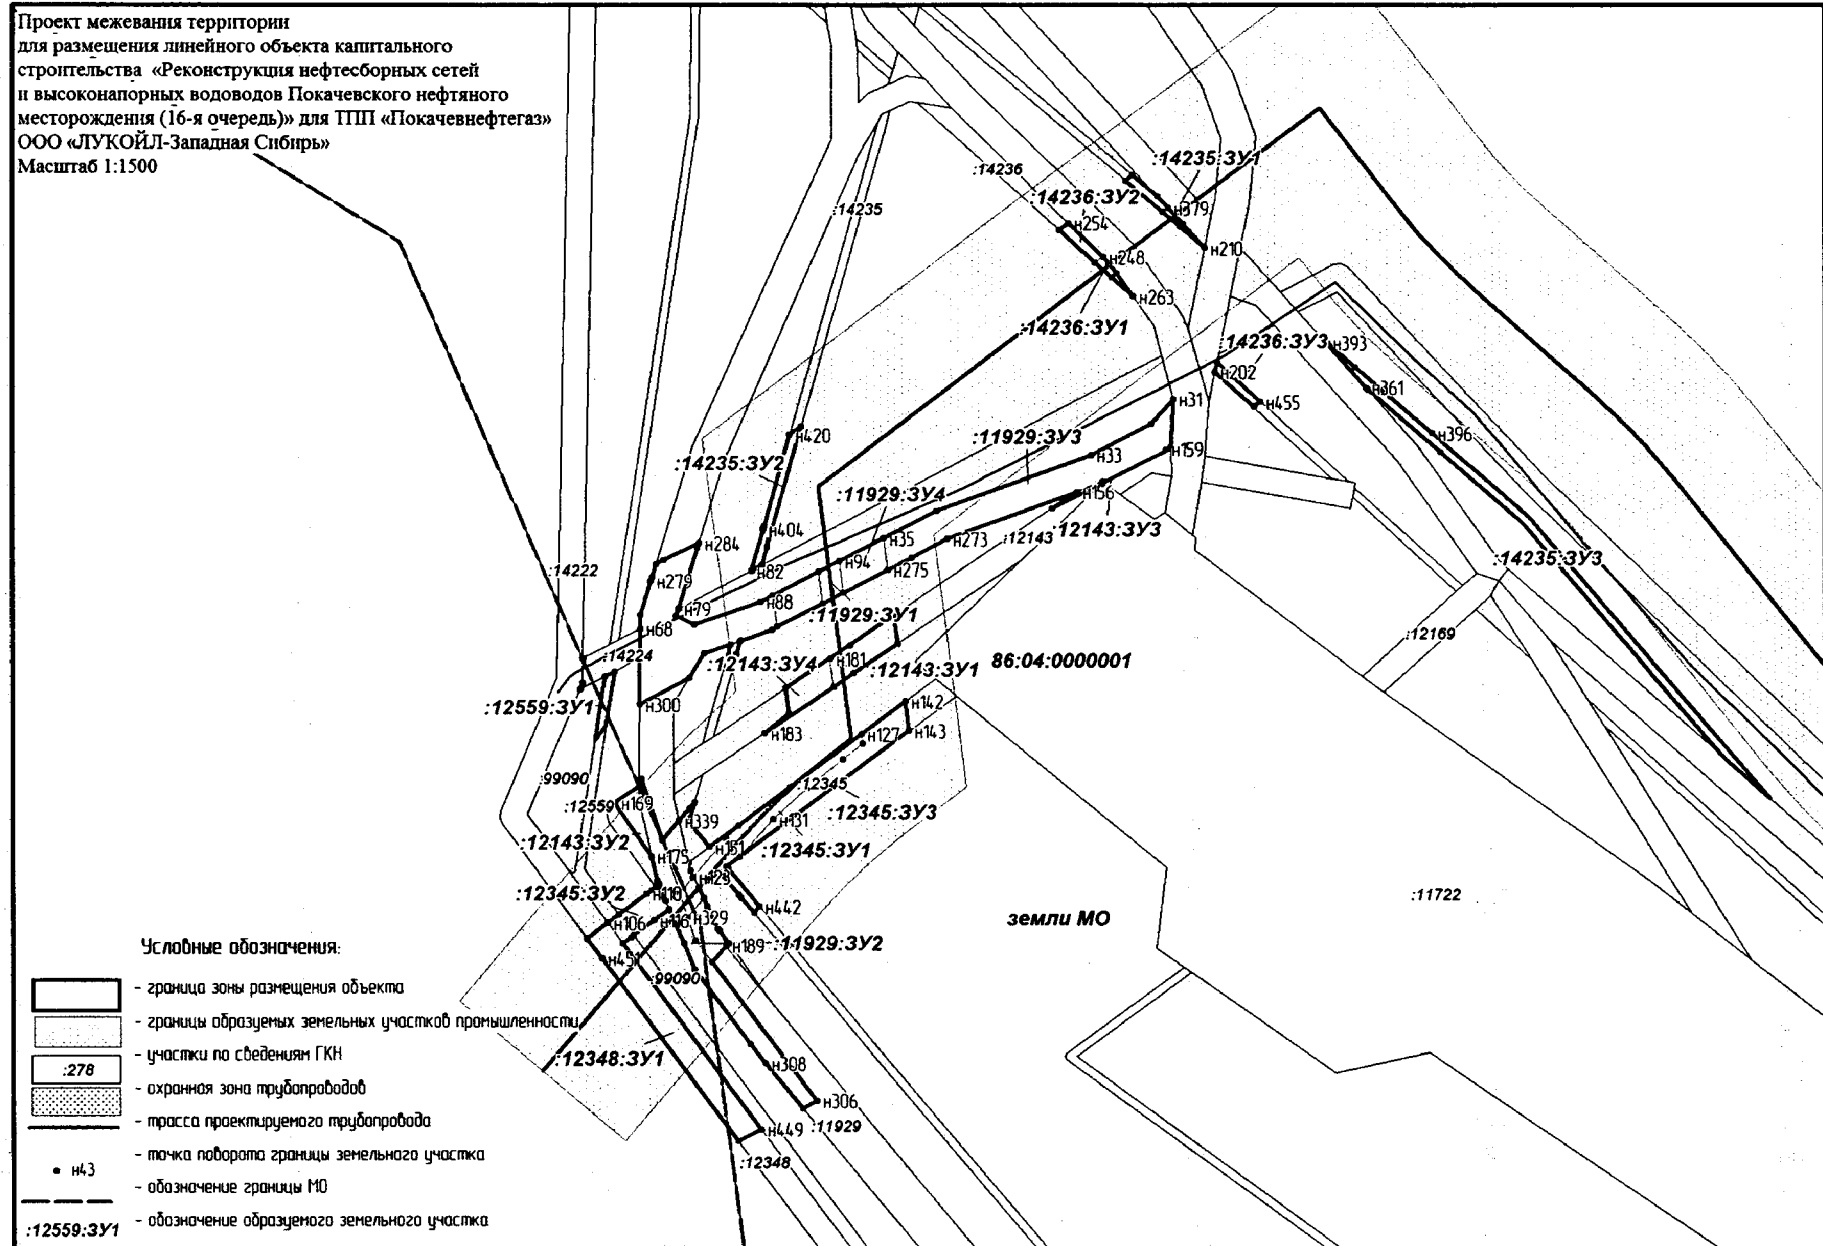 Проект межевания территории
для размещения линейного объекта капитального
строительства «Реконструкция нефтесборных сетей
и высоконапорных водоводов Покачевского нефтяного
месторождения (16-я очередь)» для ТПП «Покачевнефтегаз»
ООО «ЛУКОЙЛ-Западная Сибирь»
Масштаб 1:1500
:14235:ЗУ1
:14236
:14236:ЗУ2
:14235
н379
н254
н210
н248
н263
:14236:ЗУ1
:14236:ЗУ3
н393
н202
н361
н31
н455
н420
н396
:11929:ЗУ3
н33
н159
:14235:ЗУ2
:11929:ЗУ4
н156
н404
:12143:ЗУ3
н35
н273
:12143
н284
:14235:ЗУ3
н94
:14222
н82
н275
н279
н88
н79
:11929:ЗУ1
н68
:12169
:14224
:12143:ЗУ4
н181
:12143:ЗУ1
86:04:0000001
:12559:ЗУ1
н300
н142
н183
н127
н143
:99090
:12345
:12559
н169
:12345:ЗУ3
н339
н131
:12143:ЗУ2
н175
н151
:12345:ЗУ1
н123
:12345:ЗУ2
н110
:11722
н442
н106
н116
н329
земли МО
н189
:11929:ЗУ2
н451
:99090
:12348:ЗУ1
н308
н306
н449
:11929
:12348
Условные обозначения:
- граница зоны размещения объекта
- границы образуемых земельных участков промышленности
:278
- участки по сведениям ГКН
- охранная зона трубопроводов
- трасса проектируемого трубопровода
н43
- точка поворота границы земельного участка
- обозначение границы МО
:12559:ЗУ1
- обозначение образуемого земельного участка